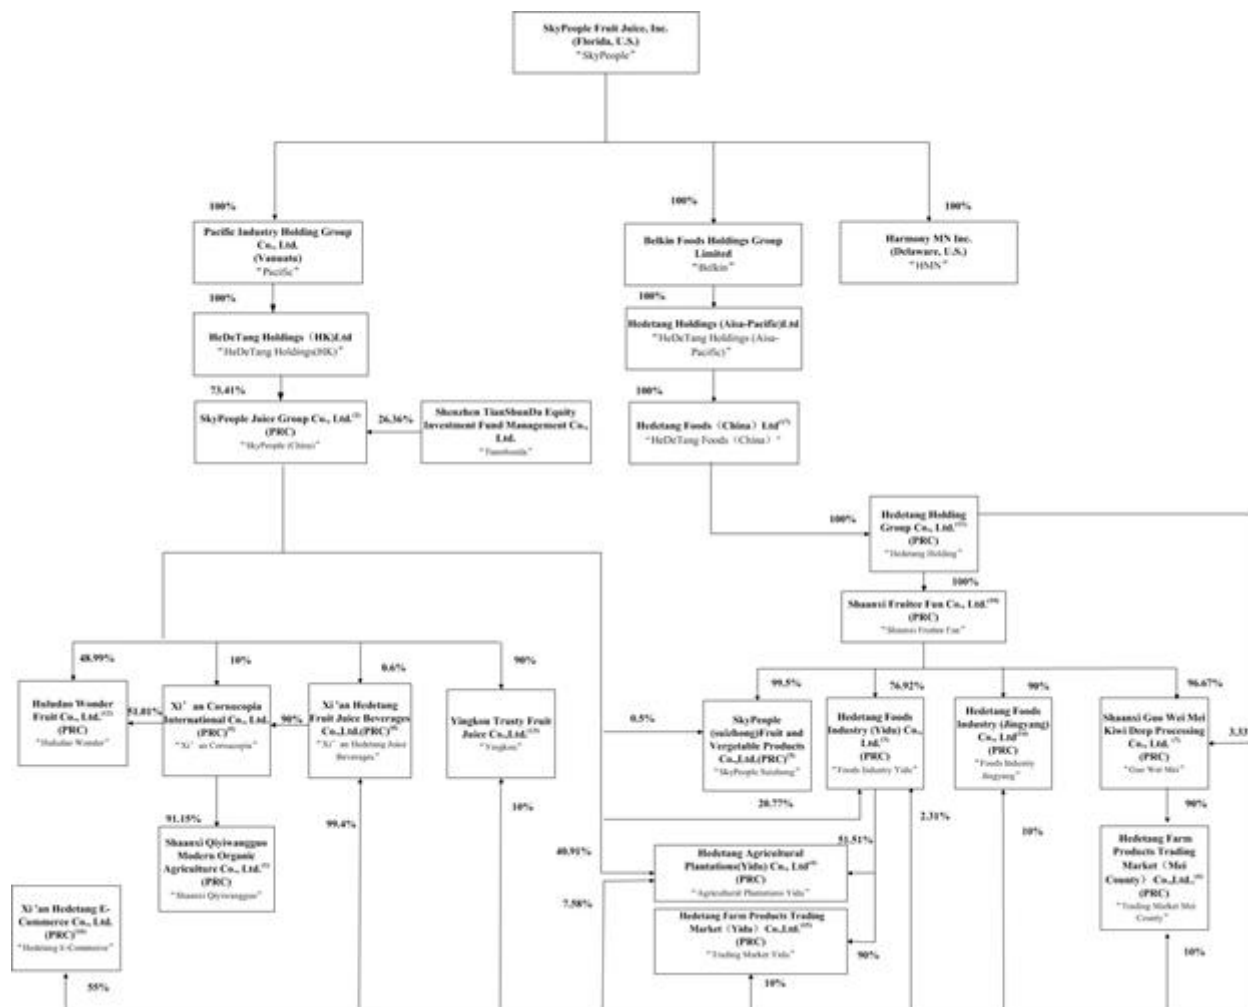 SkyPeople Fruit Juice, Inc.
(Florida, U.S.)
“SkyPeople”
100%
100%
100%
Pacific Industry Holding Group
Co., Ltd.
(Vanuatu)
“Pacific”
Belkin Foods Holdings Group
Limited
“Belkin”
Harmony MN Inc.
(Delaware, U.S.)
“HMN”
100%
100%
HeDeTang Holdings（HK)Ltd
“HeDeTang Holdings(HK)”
Hedetang Holdings (Aisa-Pacific)Ltd
“HeDeTang Holdings (Aisa-
Pacific)”
73.41%
100%
SkyPeople Juice Group Co., Ltd.
(PRC)
“SkyPeople (China)”
26.36%
Shenzhen TianShunDa Equity
Investment Fund Management Co.,
Ltd.
Hedetang Foods（China）Ltd
“HeDeTang Foods（China）”
100%
Hedetang Holding
Group Co., Ltd.
(PRC)
“Hedetang Holding”
100%
Shaanxi Fruitee Fun Co., Ltd.
(PRC)
“Shaanxi Fruitee Fun”
48.99%
10%
0.6%
90%
99.5%
76.92%
90%
96.67%
Huludao Wonder
Fruit Co., Ltd.
(PRC)
“Huludao Wonder”
51.01%
Xi’an Cornucopia
International Co., Ltd.
(PRC)
“Xi’an Cornucopia”
90%
Xi’an Hedetang
Fruit Juice Beverages
Co.,Ltd.(PRC)
“Xi’an Hedetang Juice
Beverages”
Yingkou Trusty Fruit
Juice Co.,Ltd.
“Yingkou”
0.5%
SkyPeople
(suizhong)Fruit and
Vergetable Products
Co.,Ltd.(PRC)
“SkyPeople Suizhong”
Hedetang Foods
Industry (Yidu) Co.,
Ltd.
(PRC)
“Foods Industry Yidu”
Hedetang Foods
Industry (Jingyang)
Co., Ltd
(PRC)
“Foods Industry
Jingyang”
Shaanxi Guo Wei Mei
Kiwi Deep Processing
Co., Ltd.
(PRC)
“Guo Wei Mei”
3.33
91.15%
99.4%
10%
20.77%
2.31%
10%
90%
Shaanxi Qiyiwangguo
Modern Organic
Agriculture Co., Ltd.
(PRC)
“Shaanxi Qiyiwangguo”
40.91%
51.51%
Hedetang Agricultural
Plantations(Yidu) Co., Ltd
(PRC)
“Agricultural Plantations Yidu”
Hedetang Farm
Products Trading
Market（Mei
County）Co.,Ltd.,
(PRC)
“Trading Market Mei
County”
Xi’an Hedetang E-
Commerce Co., Ltd.
(PRC)
“Hedetang E-Commerce”
7.58%
Hedetang Farm Products Trading
Market（Yidu）Co.,Ltd.
(PRC)
“Trading Market Yidu”
90%
55%
10%
10%